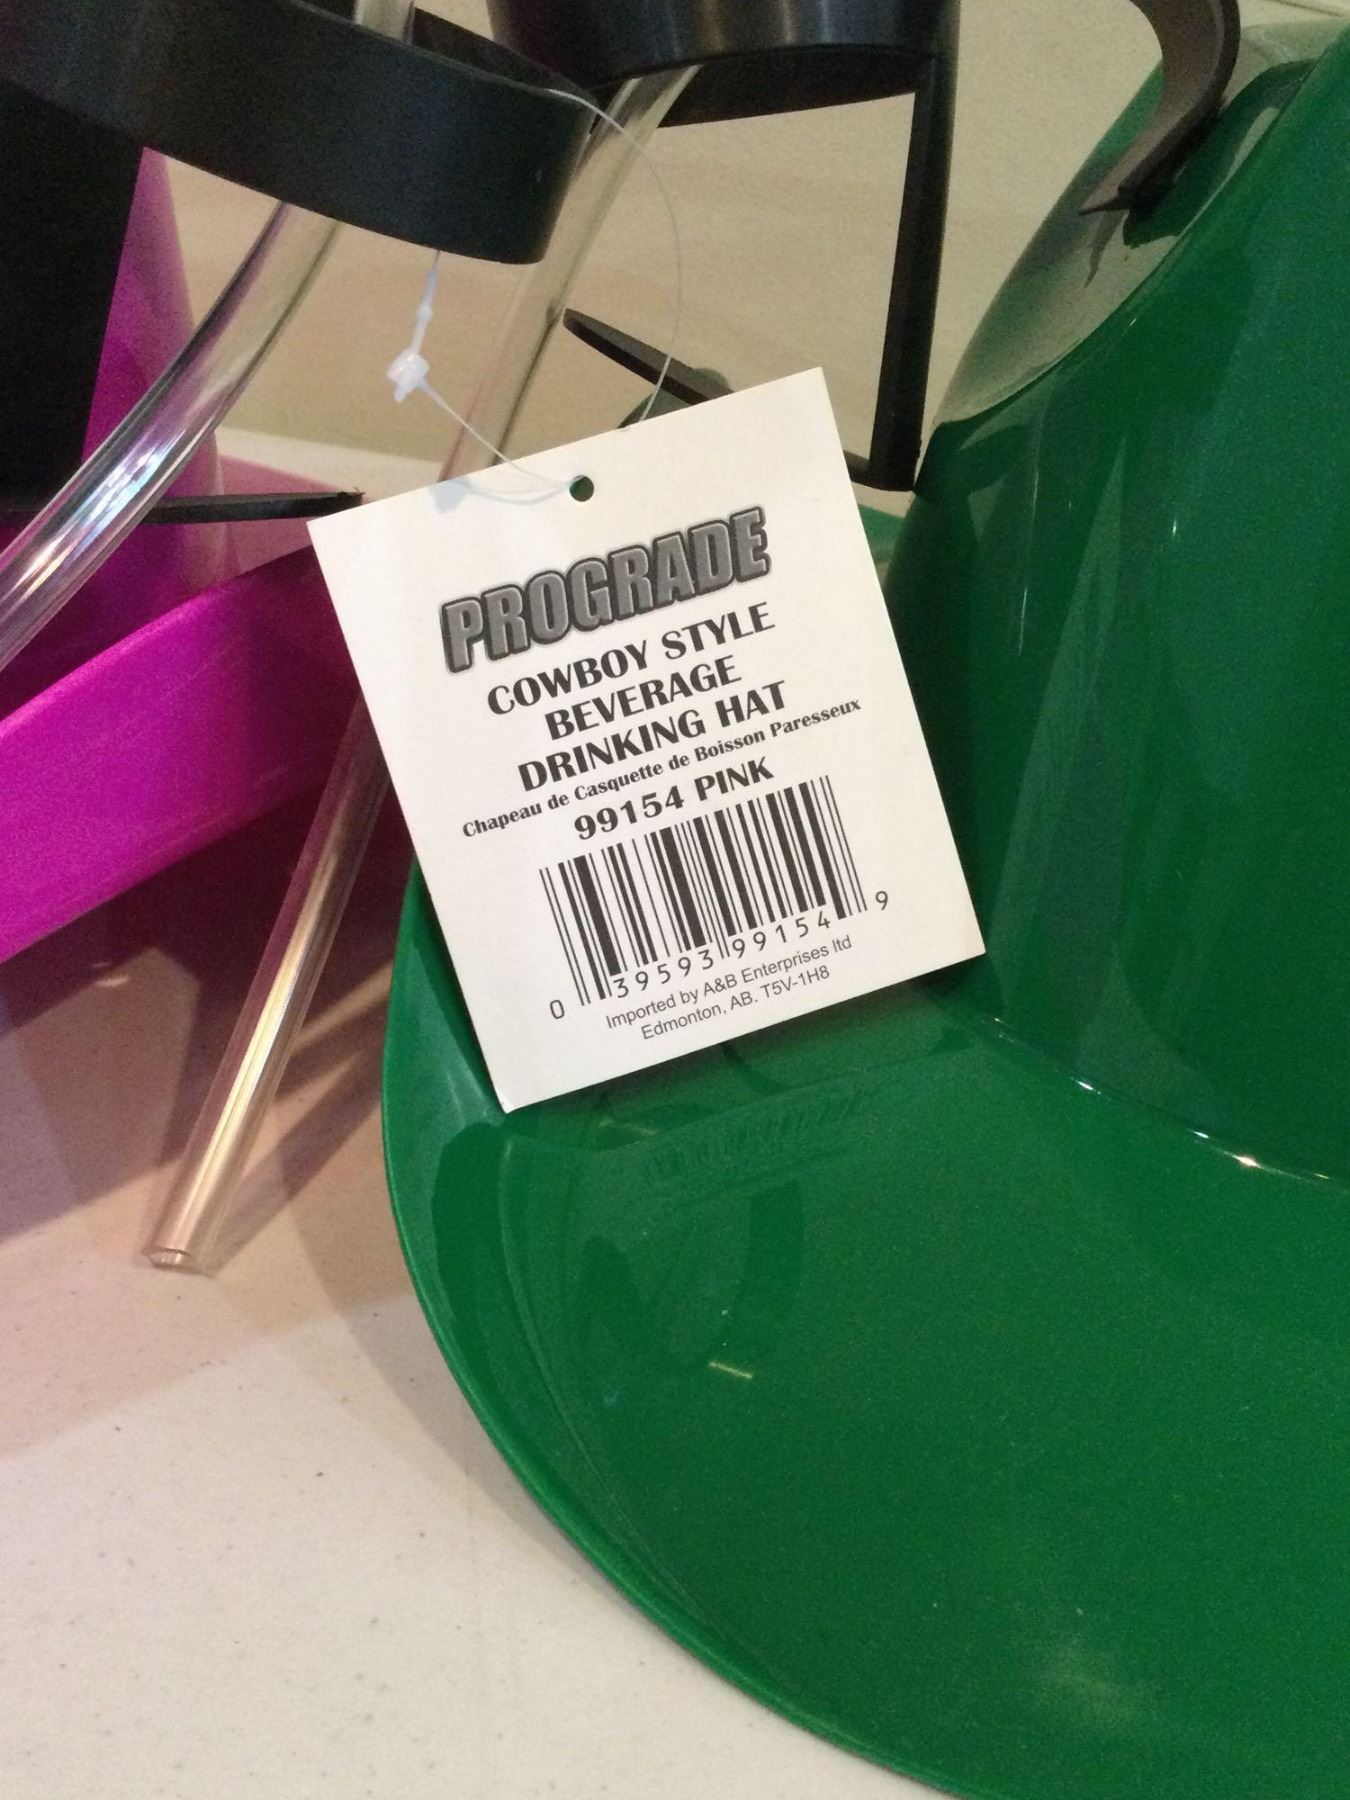 PROGRADE
COWBOY STYLE
BEVERAGE
DRINKING HAT
Chapeau de Casquette de Boisson Paresseux
99154 PINK
0 39593 99154 9
Imported by A&B Enterprises ltd
Edmonton, AB. T5V-1H8